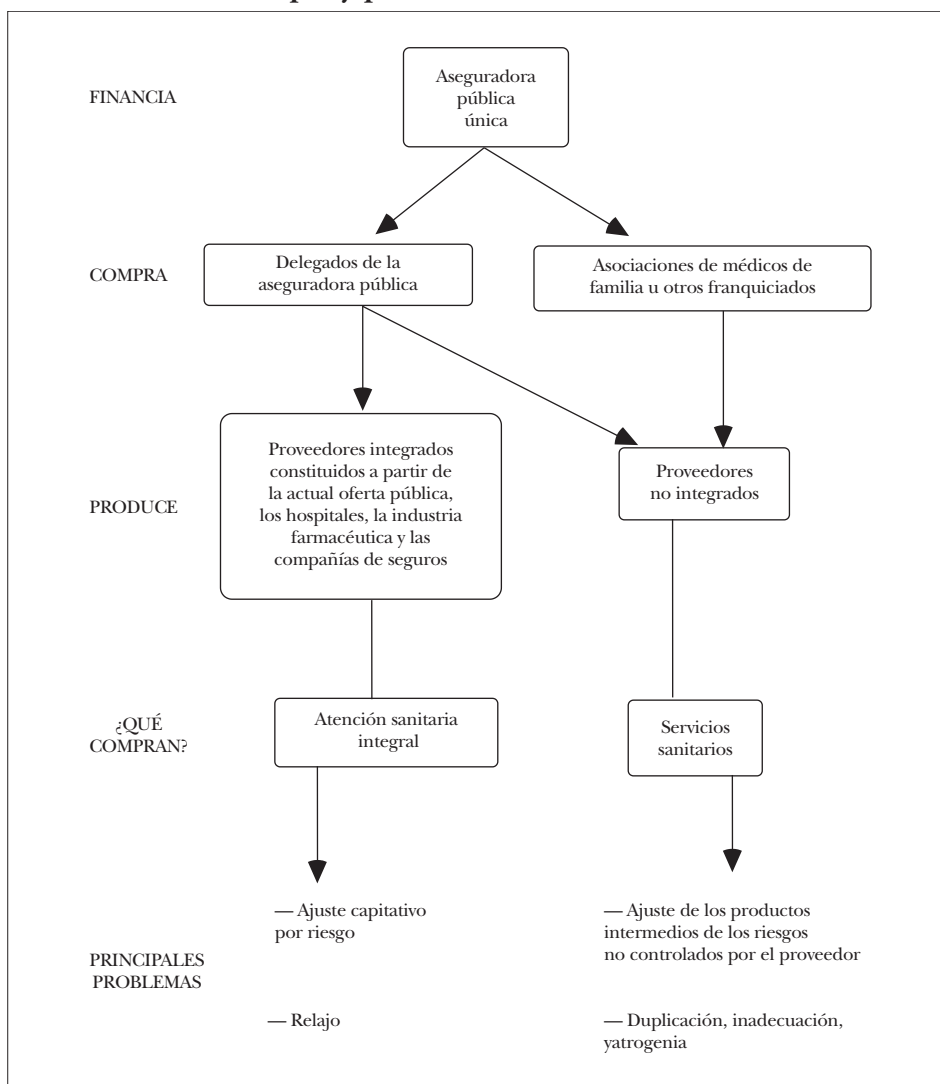 Aseguradora
pública
única
FINANCIA
COMPRA
Delegados de la
aseguradora pública
Asociaciones de médicos de
familia u otros franquiciados
PRODUCE
Proveedores integrados
constituidos a partir de
la actual oferta pública,
los hospitales, la industria
farmacéutica y las
compañías de seguros
Proveedores
no integrados
¿QUÉ
COMPRAN?
Atención sanitaria
integral
Servicios
sanitarios
PRINCIPALES
PROBLEMAS
— Ajuste capitativo
por riesgo
— Ajuste de los productos
intermedios de los riesgos
no controlados por el proveedor
— Relajo
— Duplicación, inadecuación,
yatrogenia